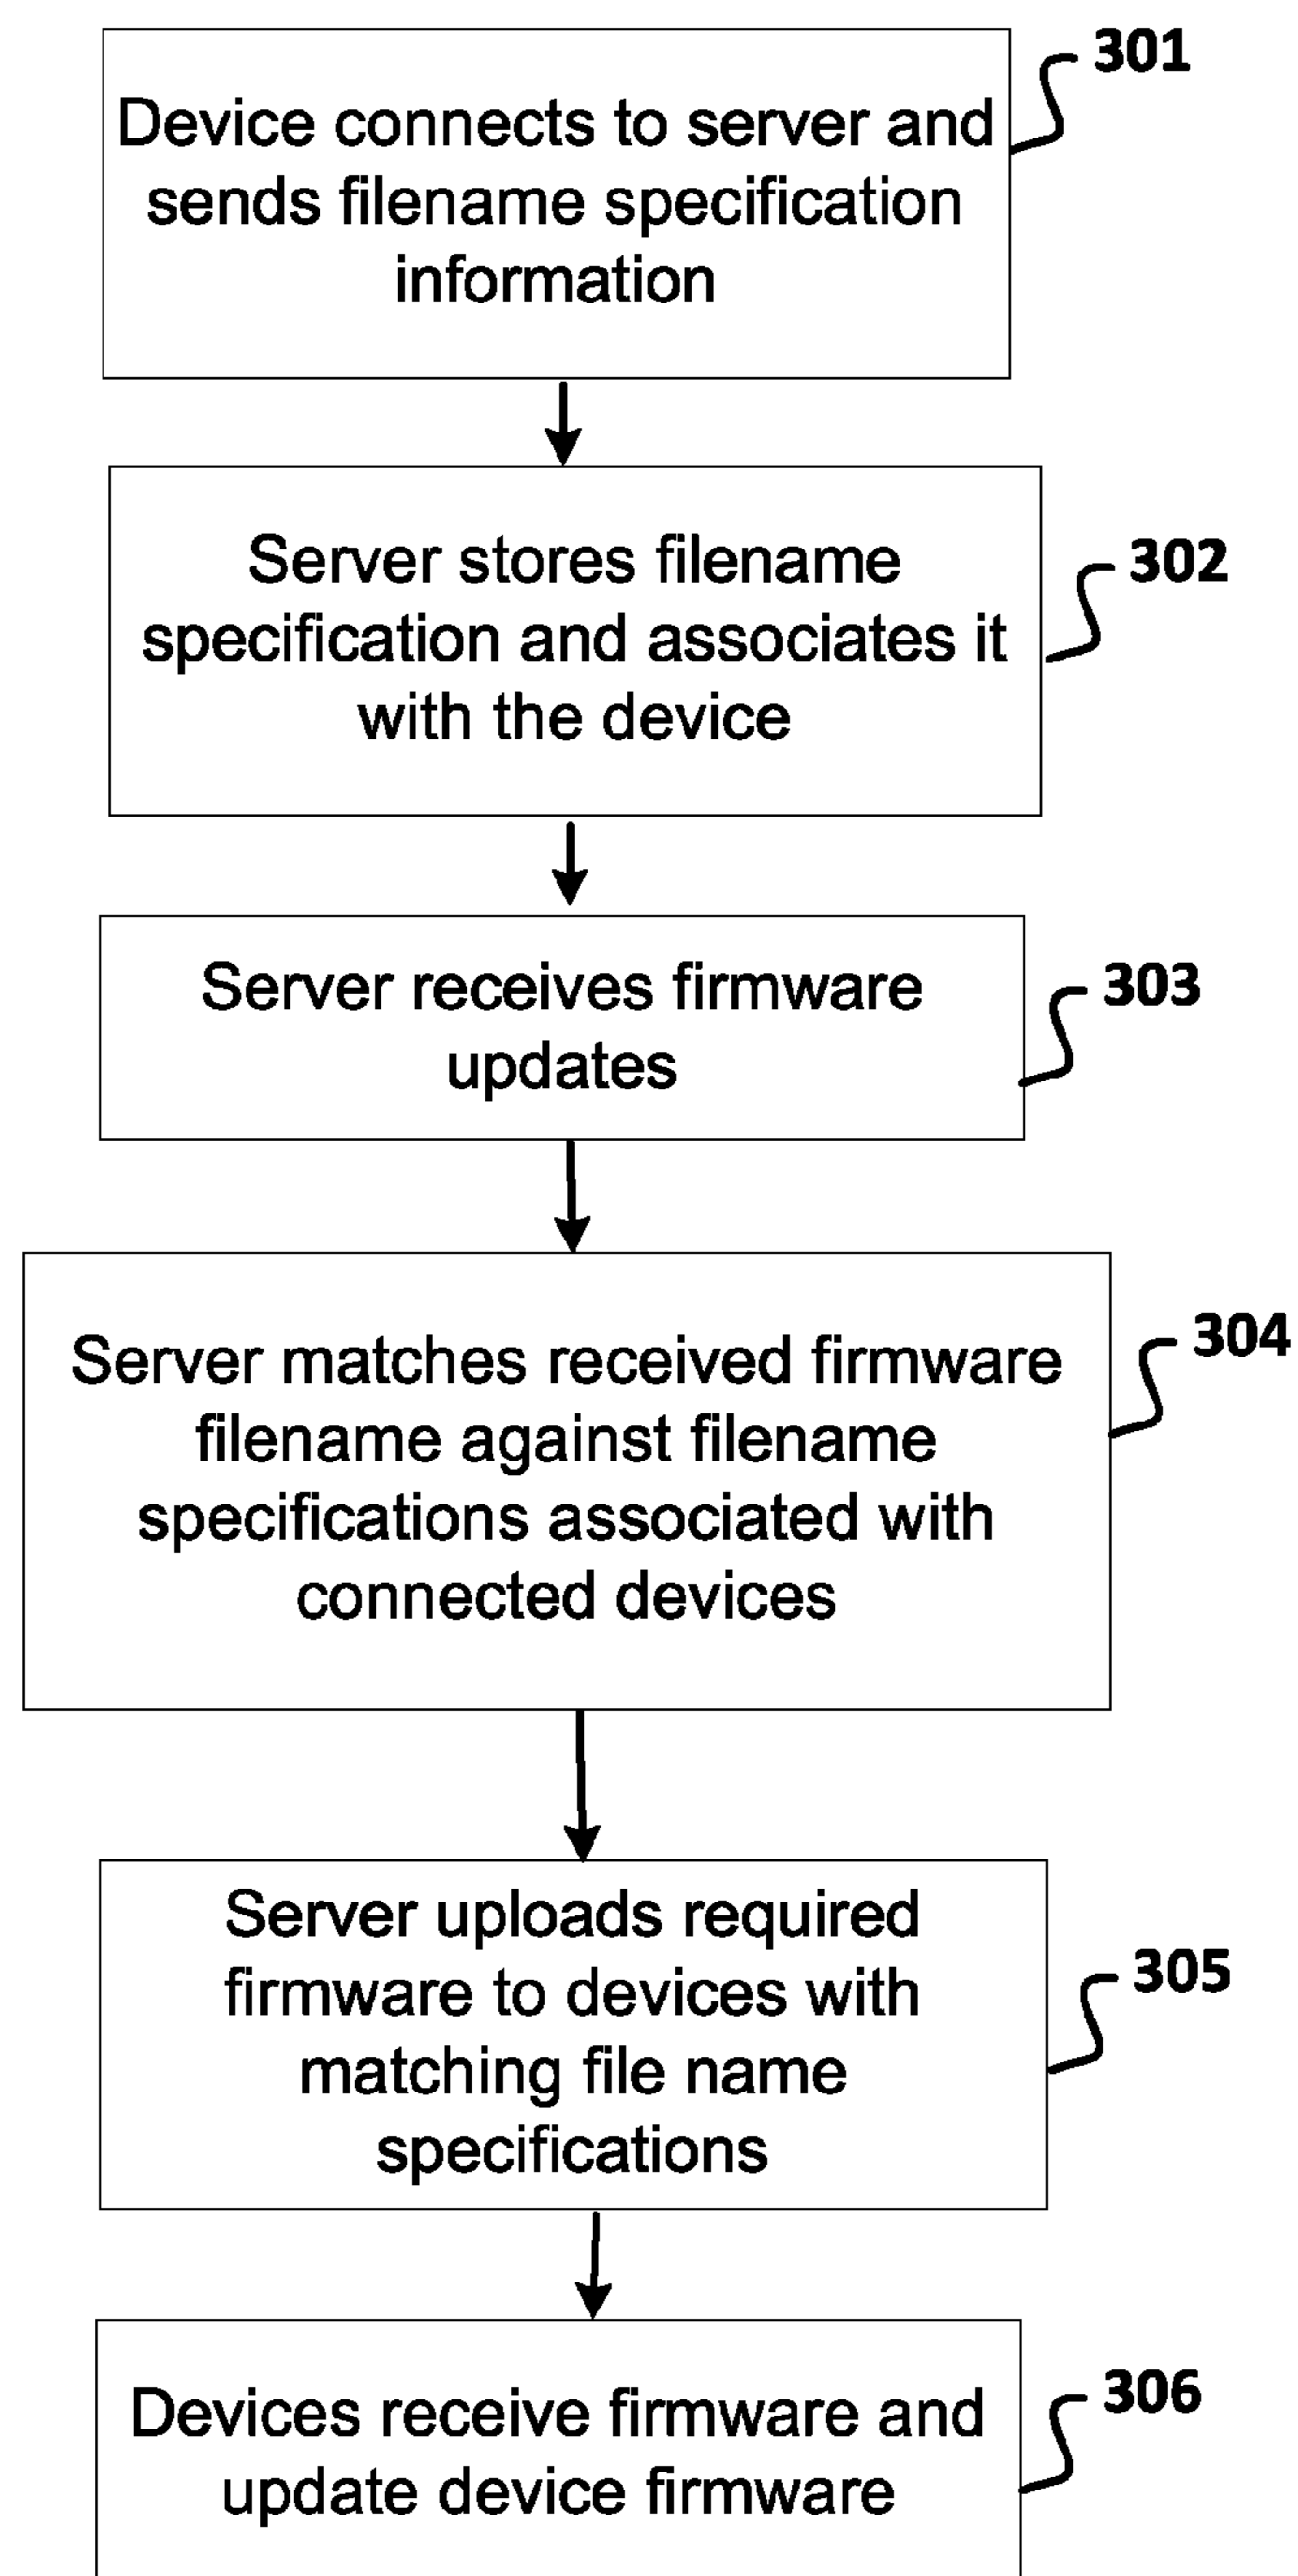 301
Device connects to server and
sends filename specification
information
302
Server stores filename
specification and associates it
with the device
303
Server receives firmware
updates
304
Server matches received firmware
filename against filename
specifications associated with
connected devices
305
Server uploads required
firmware to devices with
matching file name
specifications
306
Devices receive firmware and
update device firmware